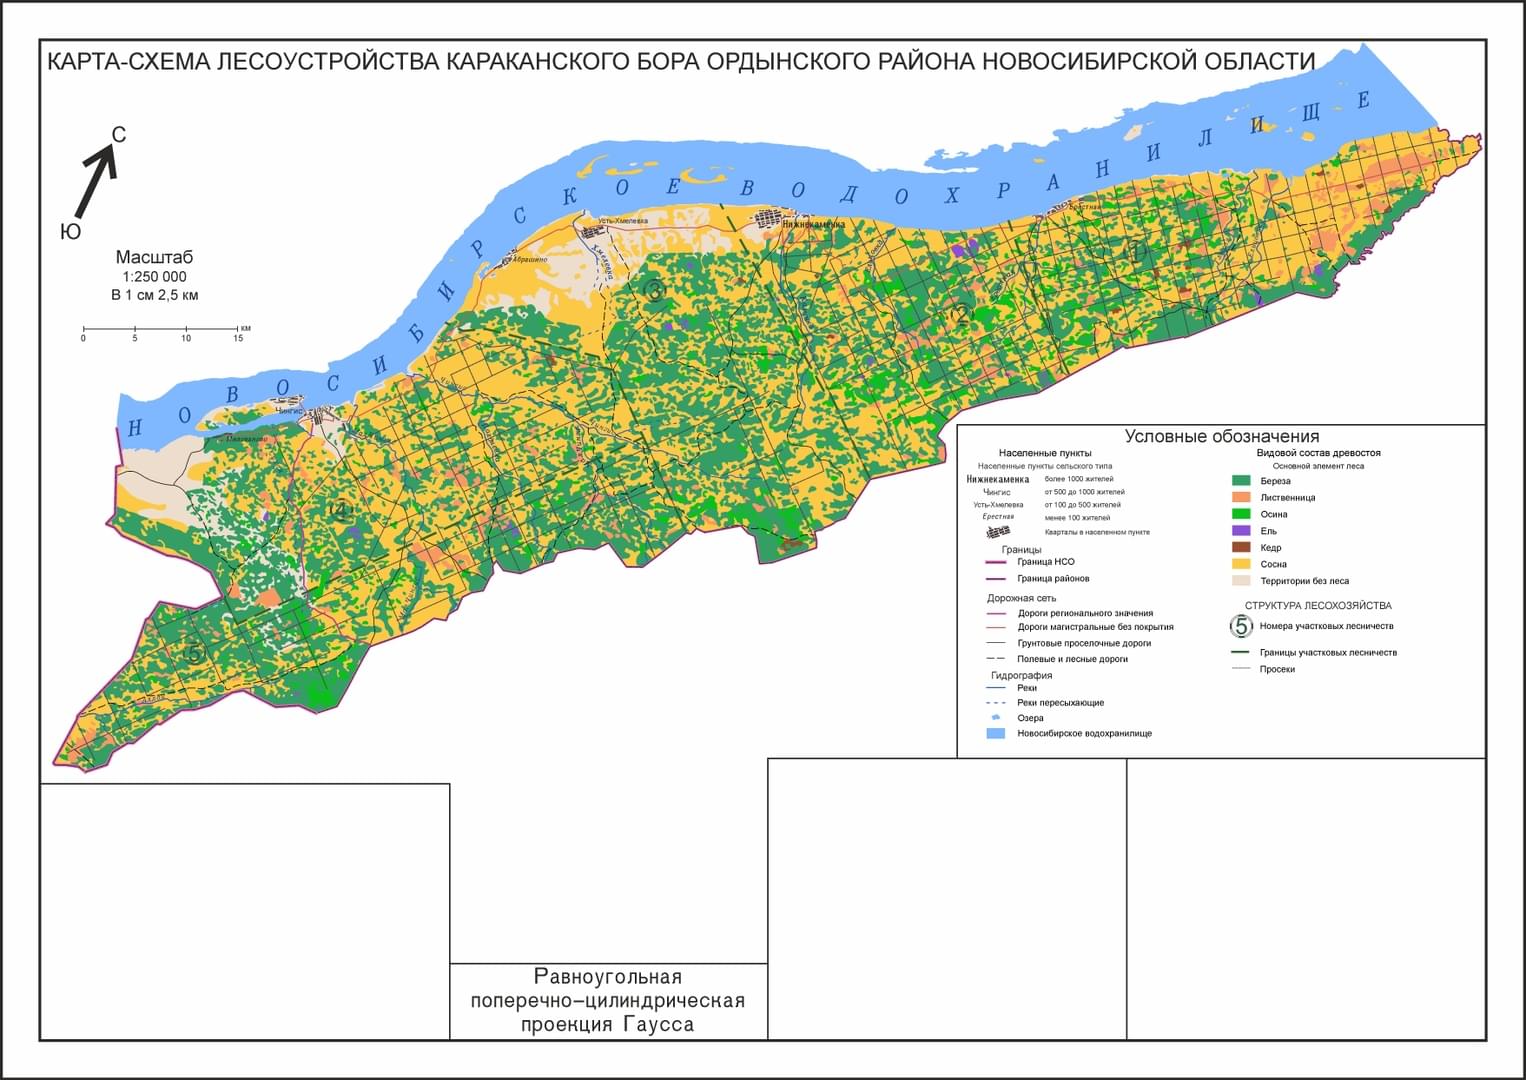 КАРТА-СХЕМА ЛЕСОУСТРОЙСТВА КАРАКАНСКОГО БОРА ОРДЫНСКОГО РАЙОНА НОВОСИБИРСКОЙ ОБЛАСТИ
С
Ю
Масштаб
1:250 000
В 1 см 2,5 км
0 5 10 15 км
НОВОСИБИРСКОЕ ВОДОХРАНИЛИЩЕ
Ерестная
Усть-Хмелевка
Нижнекаменка
Хмелевка
Абрашино
1
2
3
Чингис
Чингис
4
5
Условные обозначения
Населенные пункты
Населенные пункты сельского типа
Нижнекаменка более 1000 жителей
Чингис от 500 до 1000 жителей
Усть-Хмелевка от 100 до 500 жителей
Ерестная менее 100 жителей
Кварталы в населенном пункте
Границы
Граница НСО
Граница районов
Дорожная сеть
Дороги регионального значения
Дороги магистральные без покрытия
Грунтовые проселочные дороги
Полевые и лесные дороги
Гидрография
Реки
Реки пересыхающие
Озера
Новосибирское водохранилище
Видовой состав древостоя
Основной элемент леса
Береза
Лиственница
Осина
Ель
Кедр
Сосна
Территории без леса
СТРУКТУРА ЛЕСОХОЗЯЙСТВА
5 Номера участковых лесничеств
Границы участковых лесничеств
Просеки
Равноугольная
поперечно-цилиндрическая
проекция Гаусса